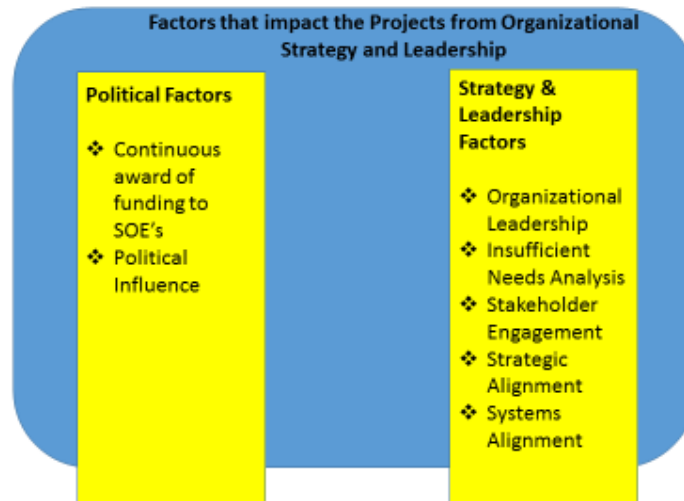 Factors that impact the Projects from Organizational
Strategy and Leadership
Political Factors
❖ Continuous
award of
funding to
SOE's
❖ Political
Influence
Strategy &
Leadership
Factors
❖ Organizational
Leadership
❖ Insufficient
Needs Analysis
❖ Stakeholder
Engagement
❖ Strategic
Alignment
❖ Systems
Alignment